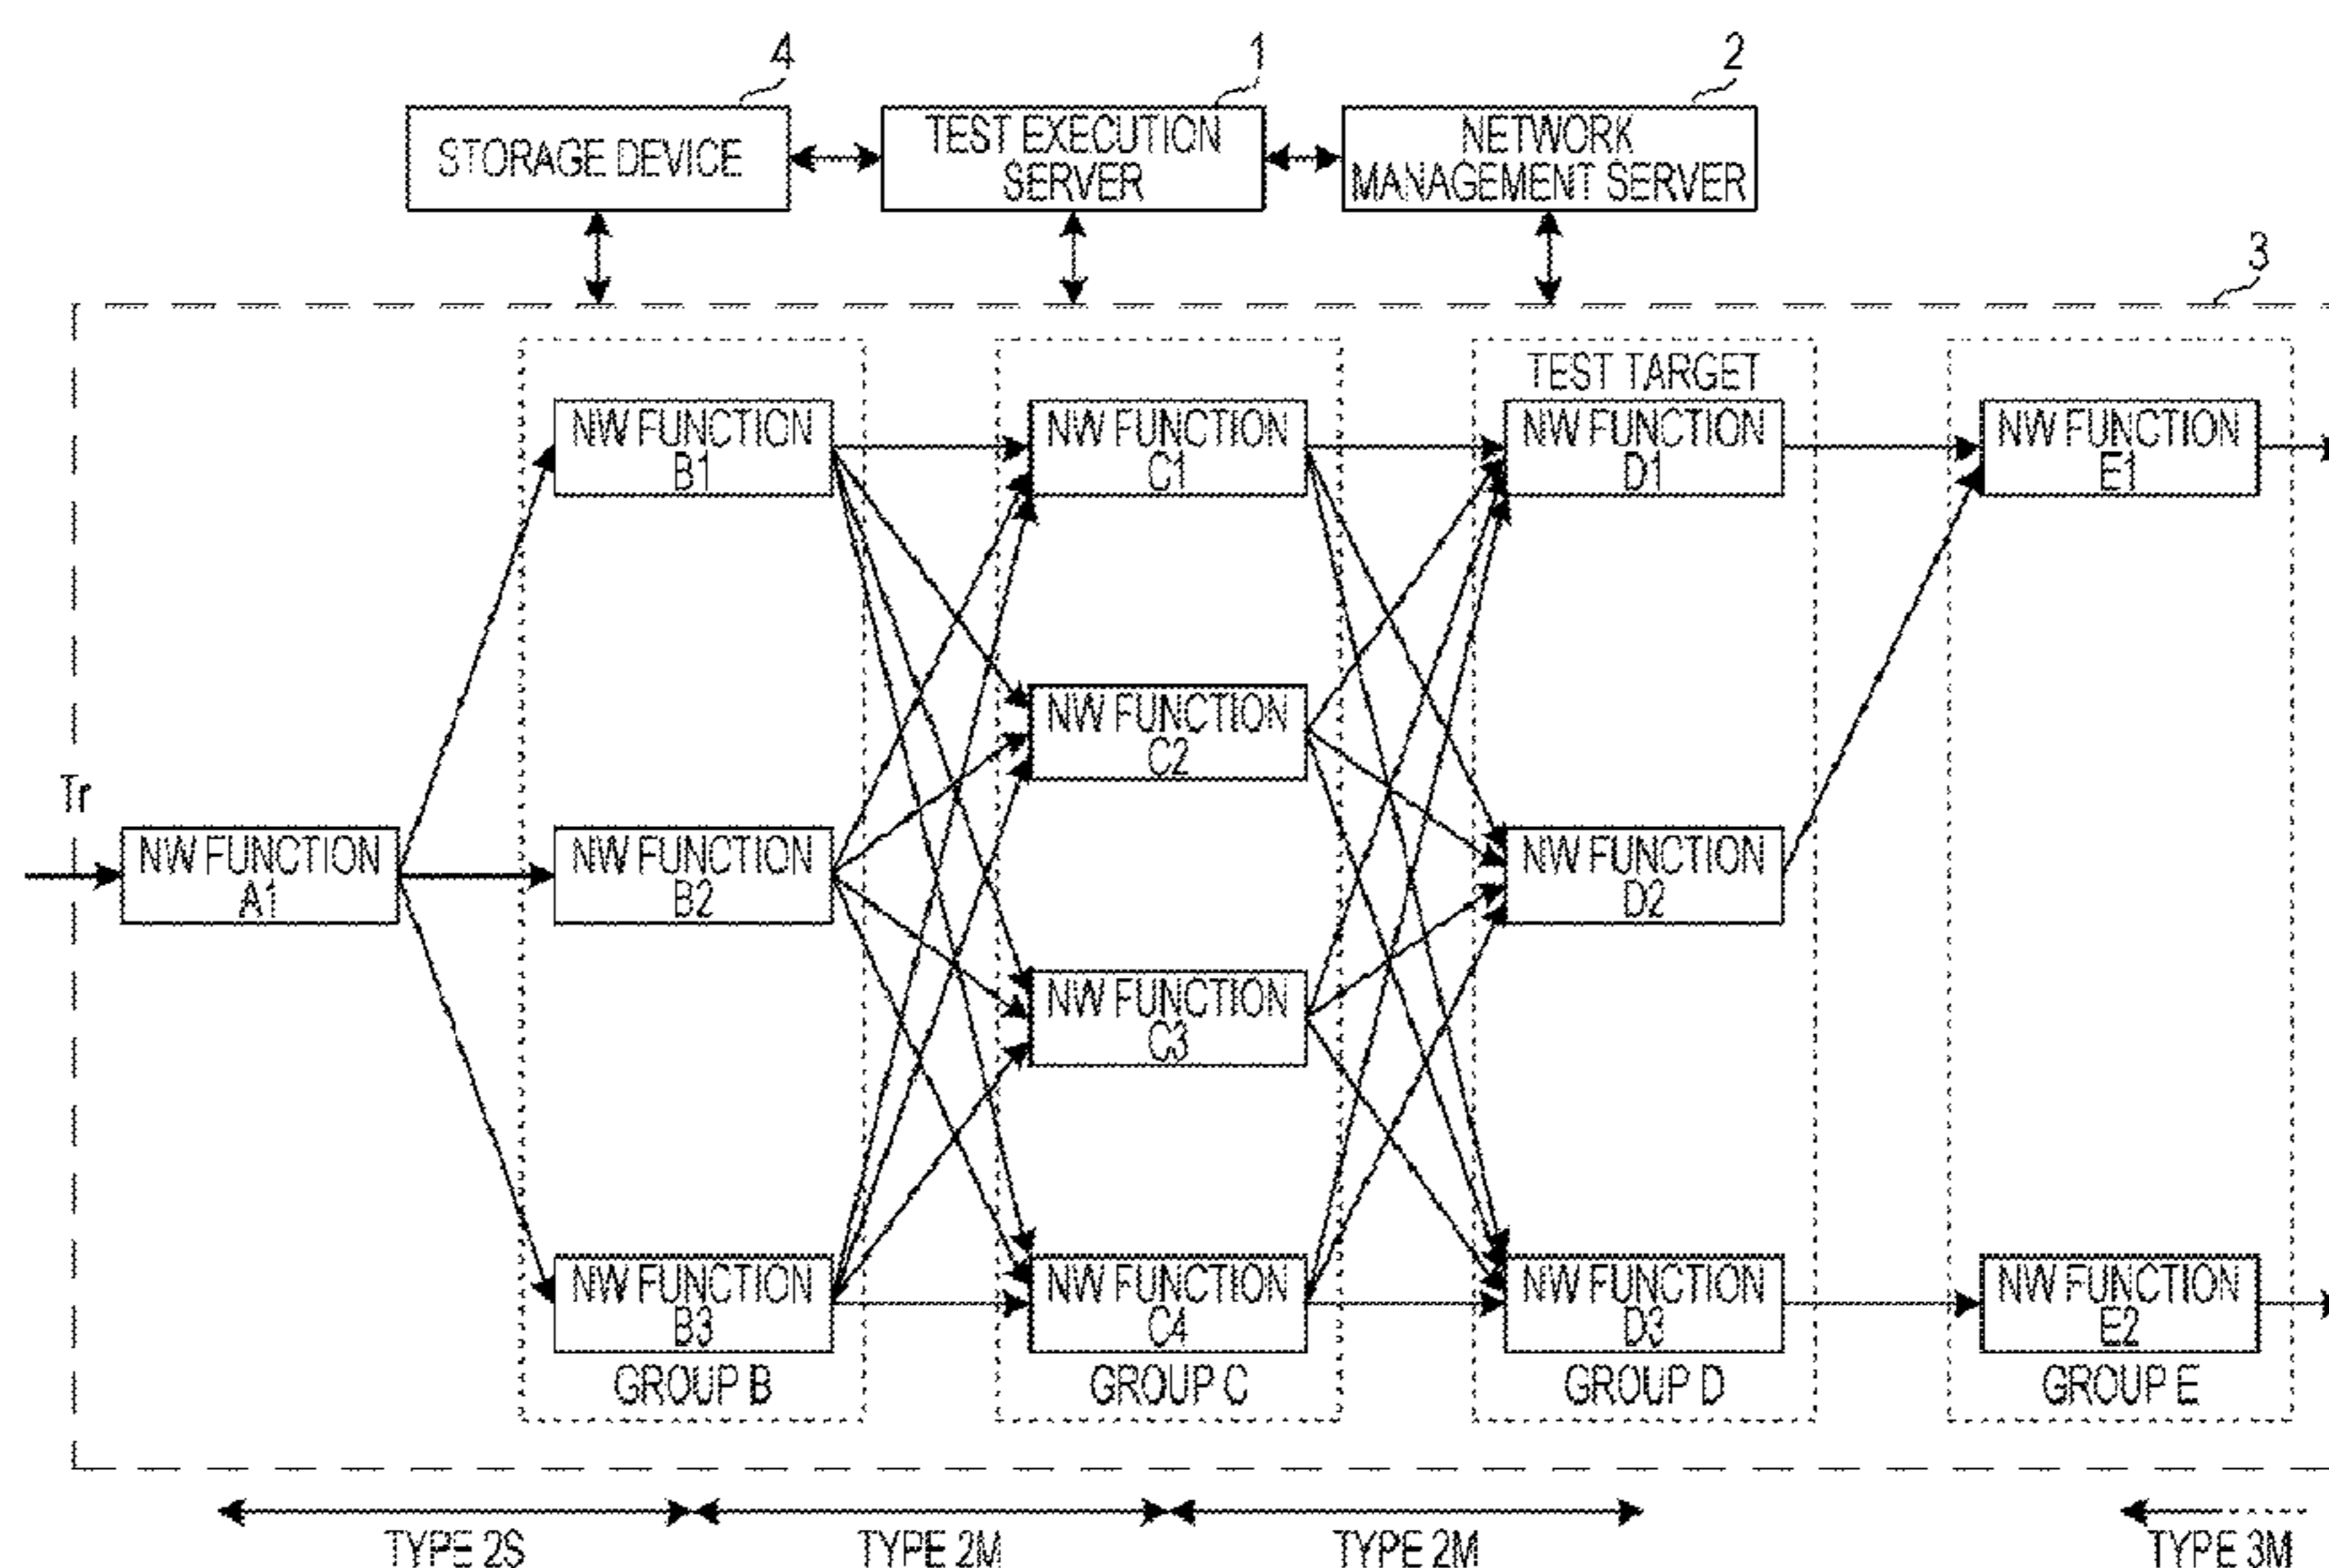 4
1
2
STORAGE DEVICE
TEST EXECUTION
SERVER
NETWORK
MANAGEMENT SERVER
3
TEST TARGET
NW FUNCTION
B1
NW FUNCTION
C1
NW FUNCTION
D1
NW FUNCTION
E1
NW FUNCTION
C2
Tr
NW FUNCTION
A1
NW FUNCTION
B2
NW FUNCTION
D2
NW FUNCTION
C3
NW FUNCTION
B3
NW FUNCTION
C4
NW FUNCTION
D3
NW FUNCTION
E2
GROUP B
GROUP C
GROUP D
GROUP E
TYPE 2S
TYPE 2M
TYPE 2M
TYPE 3M